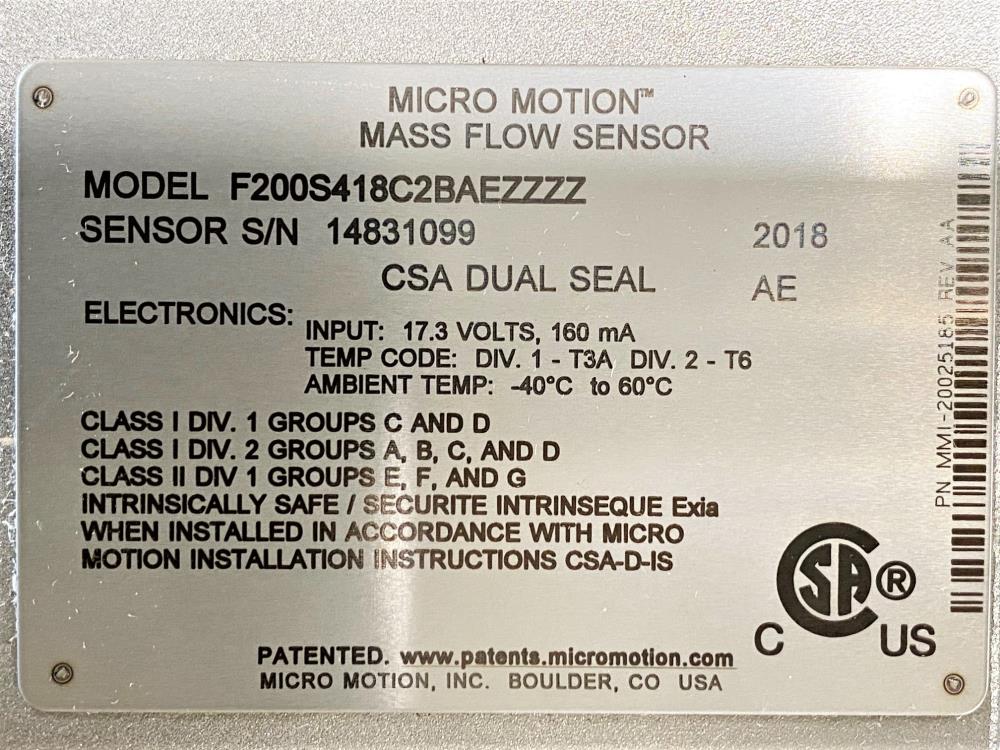 MICRO MOTION™
MASS FLOW SENSOR
MODEL F200S418C2BAEZZZZ
SENSOR S/N 14831099 2018
CSA DUAL SEAL AE
ELECTRONICS:
INPUT: 17.3 VOLTS, 160 mA
TEMP CODE: DIV. 1 - T3A DIV. 2 - T6
AMBIENT TEMP: -40°C to 60°C
CLASS I DIV. 1 GROUPS C AND D
CLASS I DIV. 2 GROUPS A, B, C, AND D
CLASS II DIV 1 GROUPS E, F, AND G
INTRINSICALLY SAFE / SECURITE INTRINSEQUE Exia
WHEN INSTALLED IN ACCORDANCE WITH MICRO
MOTION INSTALLATION INSTRUCTIONS CSA-D-IS
CSA ®
C US
PATENTED. www.patents.micromotion.com
MICRO MOTION, INC. BOULDER, CO USA
PN MMI-20025185 REV AA